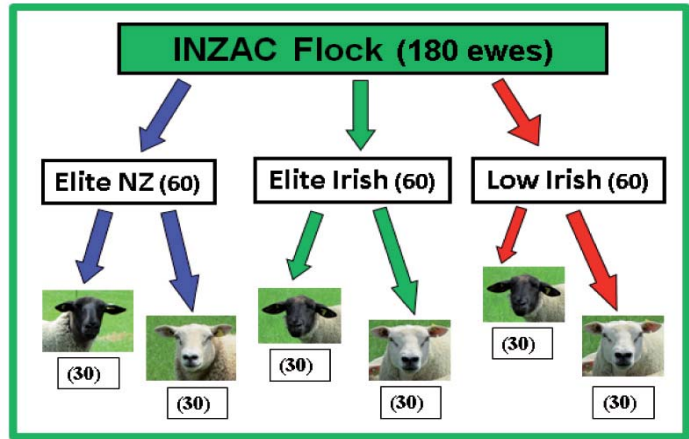 INZAC Flock (180 ewes)
Elite NZ (60)
Elite Irish (60)
Low Irish (60)
(30)
(30)
(30)
(30)
(30)
(30)